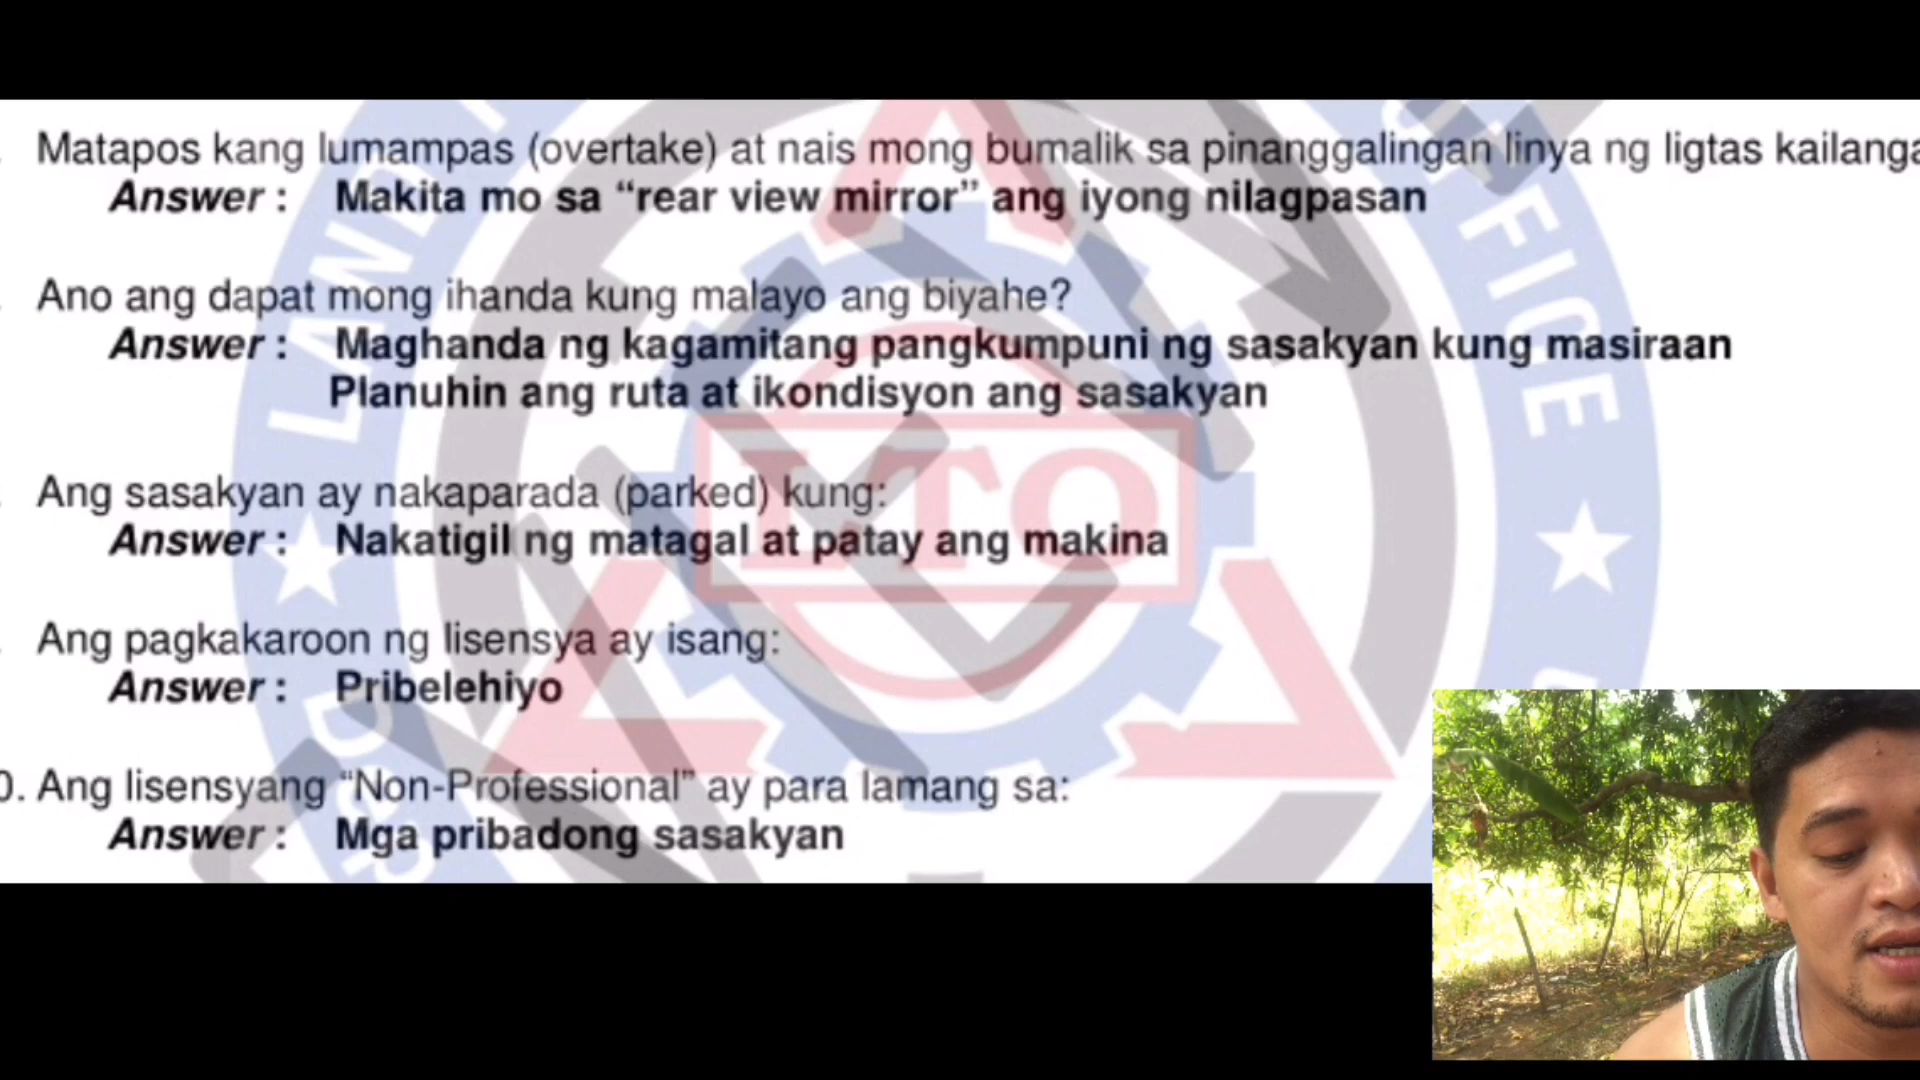 Matapos kang lumampas (overtake) at nais mong bumalik sa pinanggalingan linya ng ligtas
Answer : Makita mo sa “rear view mirror” ang iyong nilagpasan
Ano ang dapat mong ihanda kung malayo ang biyahe?
Answer : Maghanda ng kagamitang pangkumpuni ng sasakyan kung masiraan
Planuhin ang ruta at ikondisyon ang sasakyan
Ang sasakyan ay nakaparada (parked) kung:
Answer : Nakatigil ng matagal at patay ang makina
Ang pagkakaroon ng lisensya ay isang:
Answer : Pribelehiyo
0. Ang lisensyang “Non-Professional” ay para lamang sa:
Answer : Mga pribadong sasakyan
LAND
OFFICE
LTO